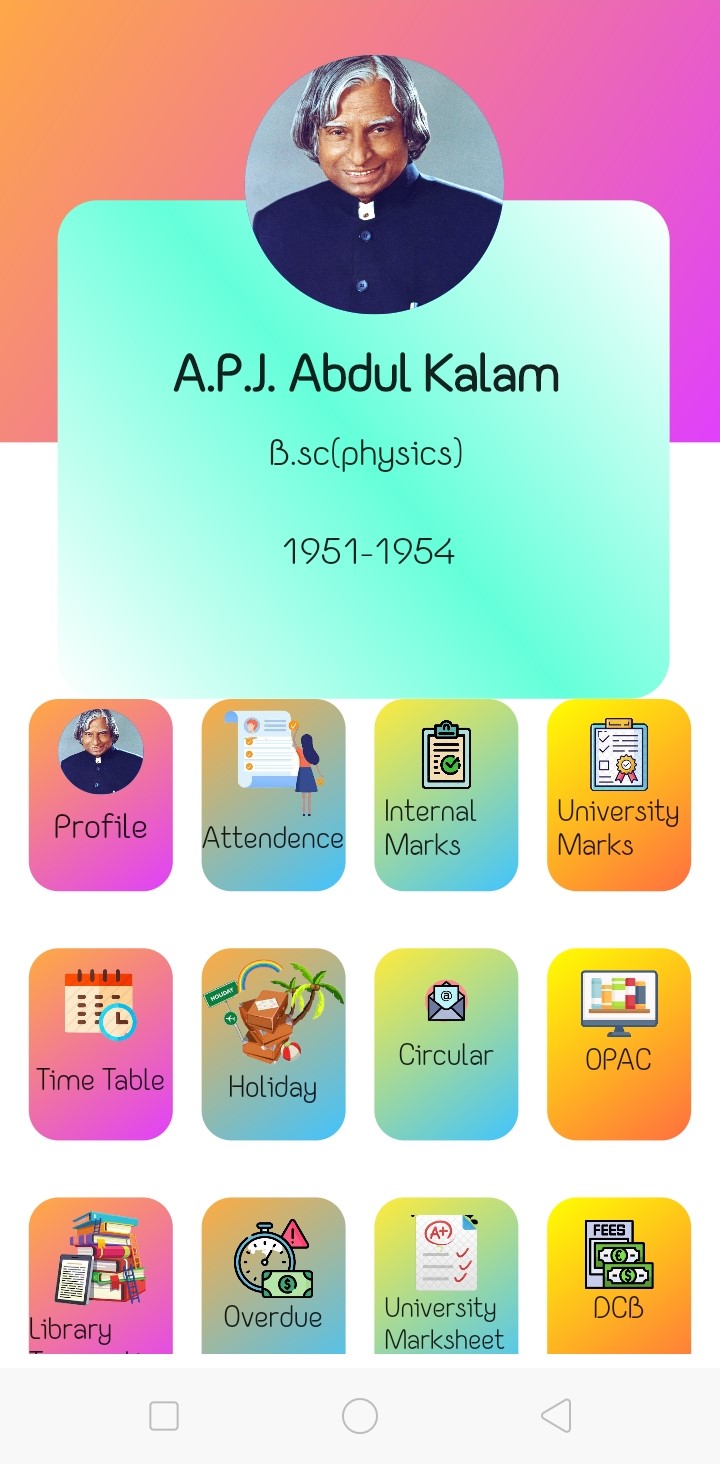 A.P.J. Abdul Kalam
B.sc(physics)
1951-1954
Profile
Attendence
Internal
Marks
University
Marks
Time Table
HOLIDAY
Holiday
@
Circular
OPAC
Library
Overdue
A+
University
Marksheet
FEES
DCB